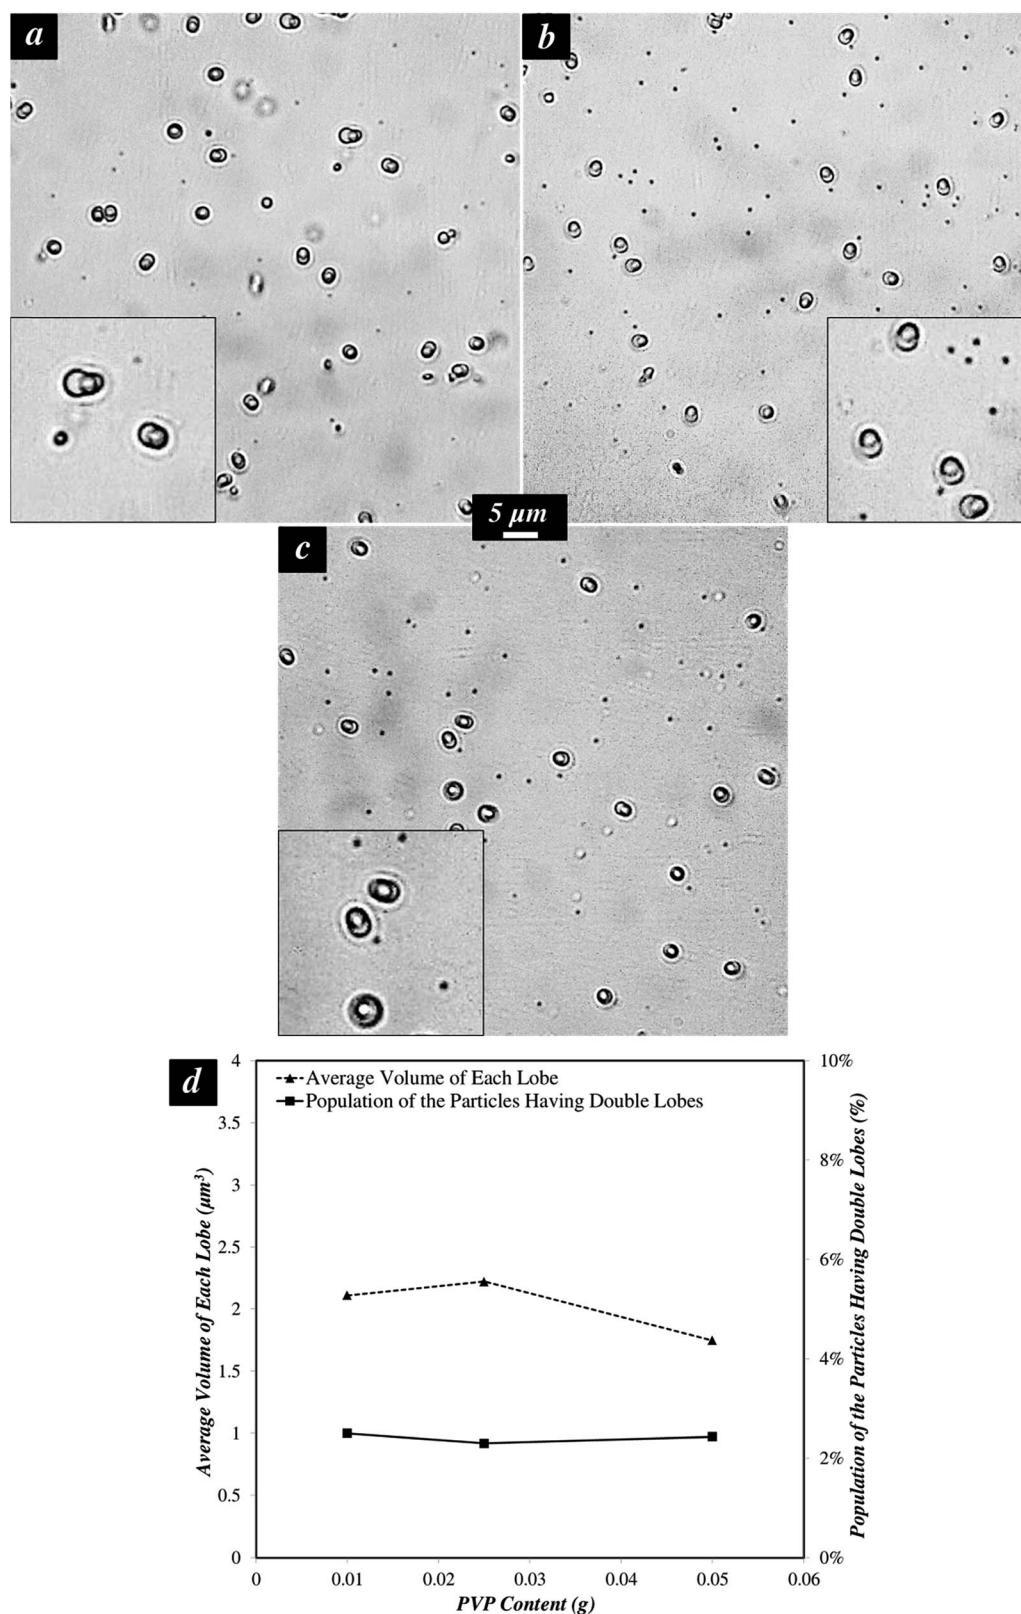 a
b
5 μm
c
d
Average Volume of Each Lobe
Population of the Particles Having Double Lobes
4
3.5
3
2.5
2
1.5
1
0.5
0
Average Volume of Each Lobe (μm³)
10%
8%
6%
4%
2%
0%
Population of the Particles Having Double Lobes (%)
0 0.01 0.02 0.03 0.04 0.05 0.06
PVP Content (g)